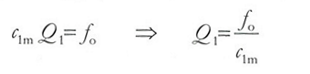 c₁ₘ Q₁ = fₒ ⇒ Q₁ = fₒ / c₁ₘ